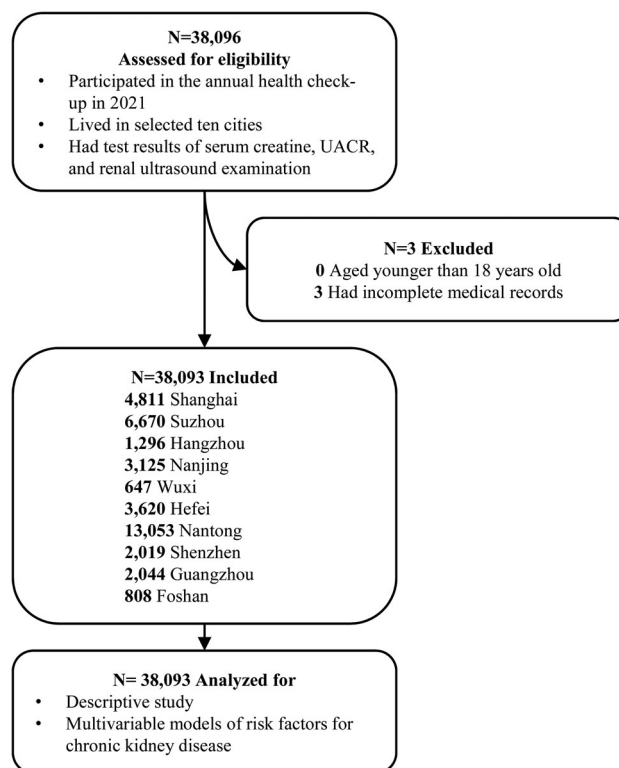 N=38,096
Assessed for eligibility
• Participated in the annual health check-
up in 2021
• Lived in selected ten cities
• Had test results of serum creatine, UACR,
and renal ultrasound examination
N=3 Excluded
0 Aged younger than 18 years old
3 Had incomplete medical records
N=38,093 Included
4,811 Shanghai
6,670 Suzhou
1,296 Hangzhou
3,125 Nanjing
647 Wuxi
3,620 Hefei
13,053 Nantong
2,019 Shenzhen
2,044 Guangzhou
808 Foshan
N= 38,093 Analyzed for
• Descriptive study
• Multivariable models of risk factors for
chronic kidney disease